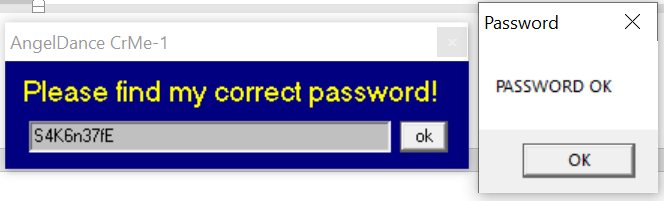 AngelDance CrMe-1
Please find my correct password!
S4K6n37fE
ok
Password
PASSWORD OK
OK